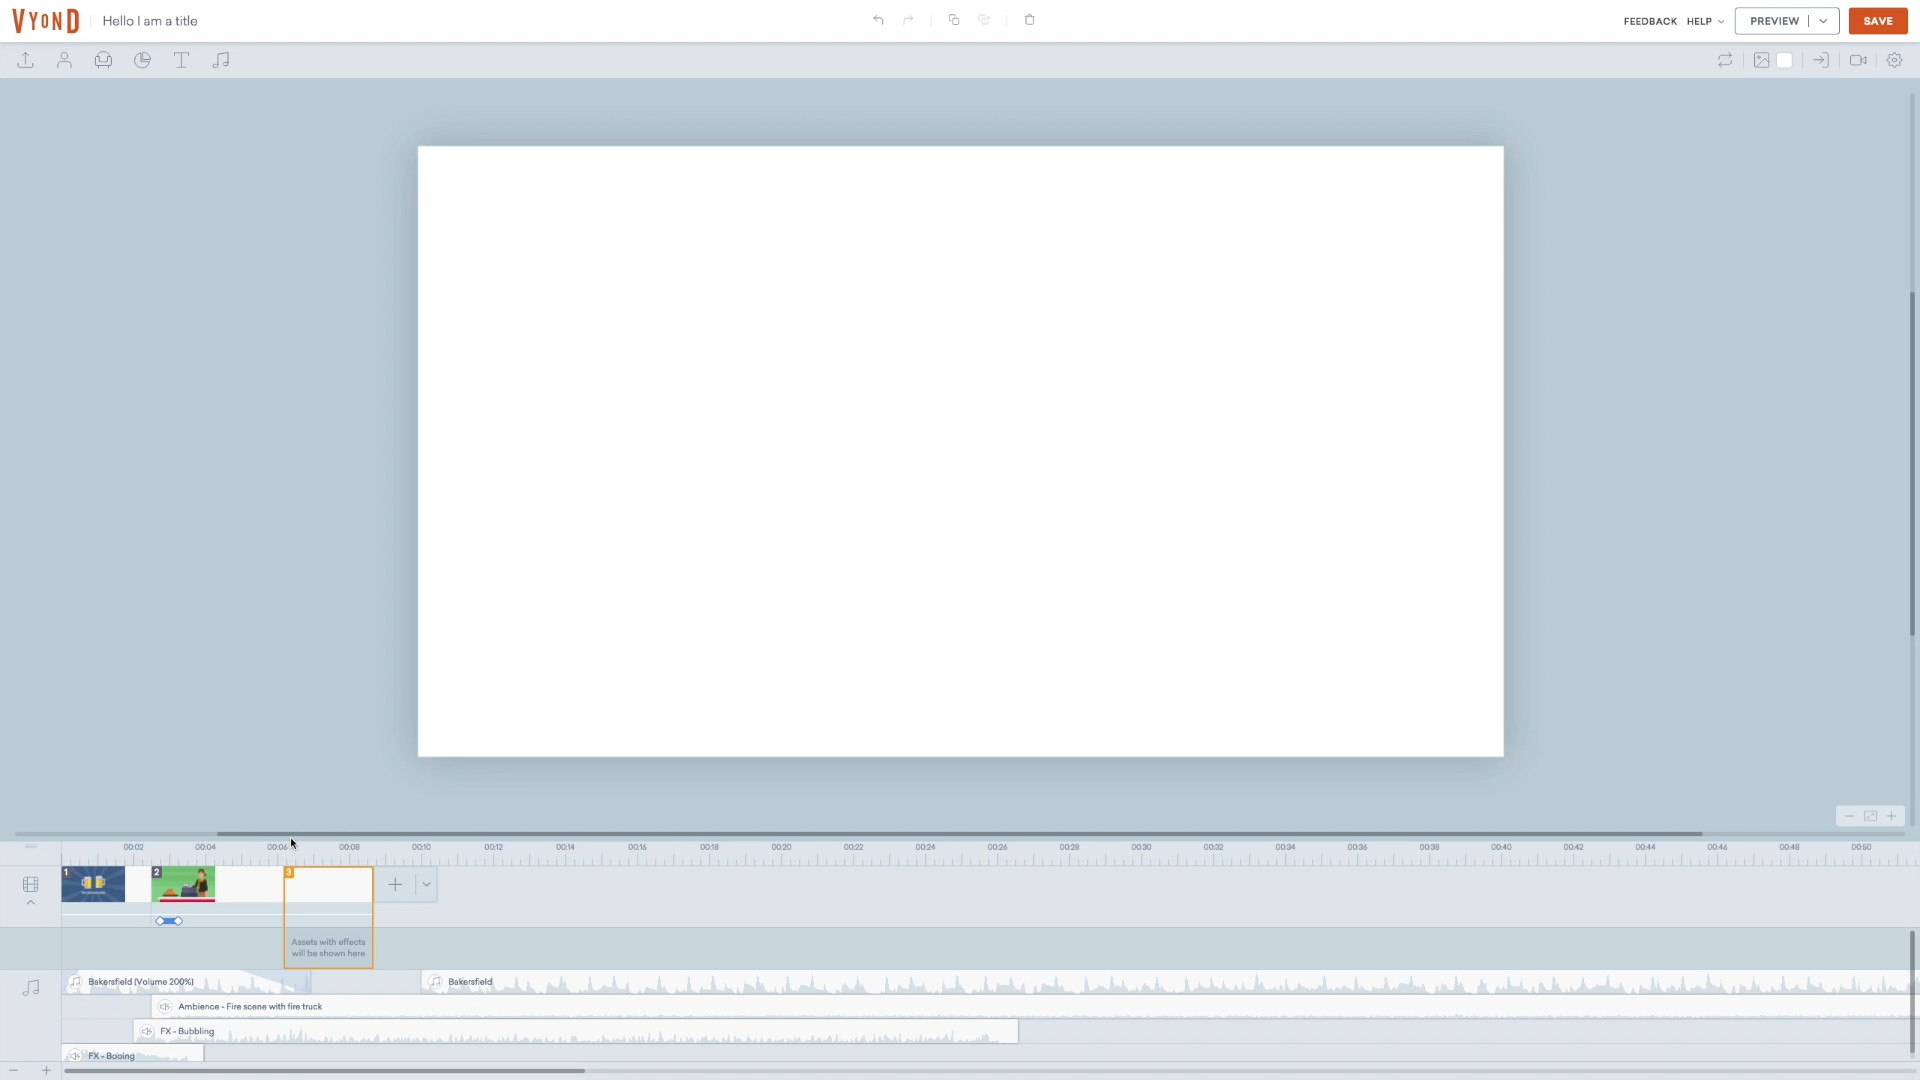 VYOND Hello I am a title FEEDBACK HELP PREVIEW SAVE
00:02 00:04 00:06 00:08 00:10 00:12 00:14 00:16 00:18 00:20 00:22 00:24 00:26 00:28 00:30 00:32 00:34 00:36 00:38 00:40 00:42 00:44 00:46 00:48 00:50
1 2 3
Assets with effects
will be shown here
Bakersfield (Volume 200%) Bakersfield
Ambience - Fire scene with fire truck
FX - Bubbling
FX - Booing